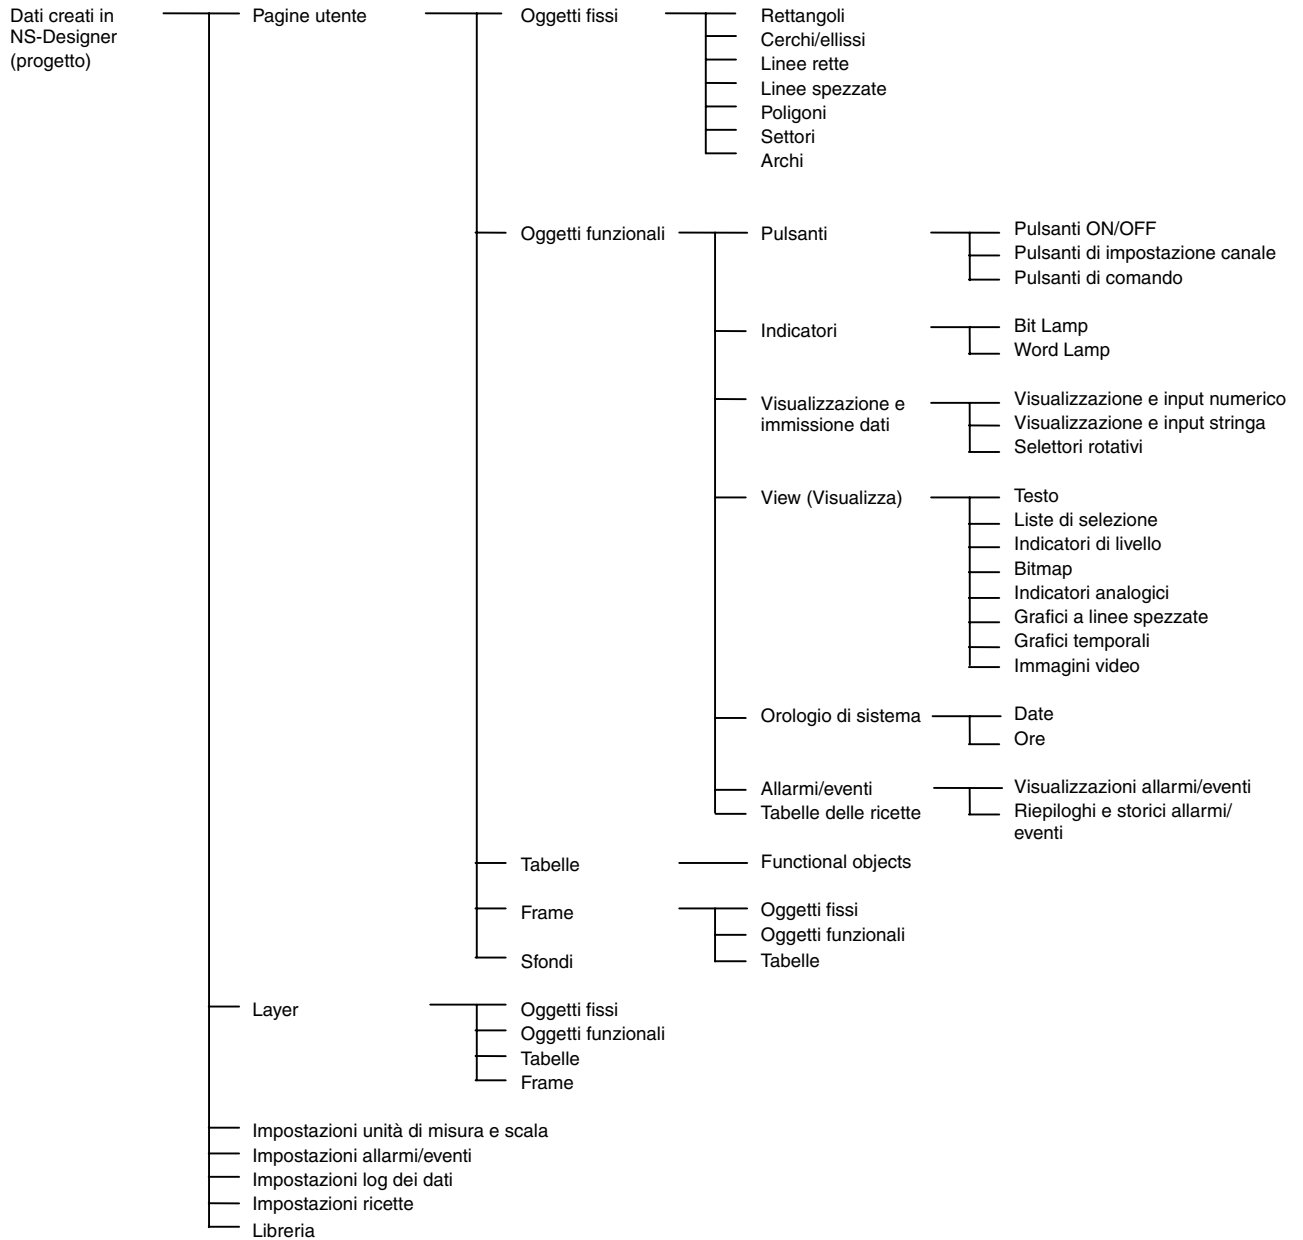 Dati creati in
NS-Designer
(progetto)
Pagine utente
Oggetti fissi
Rettangoli
Cerchi/ellissi
Linee rette
Linee spezzate
Poligoni
Settori
Archi
Oggetti funzionali
Pulsanti
Pulsanti ON/OFF
Pulsanti di impostazione canale
Pulsanti di comando
Indicatori
Bit Lamp
Word Lamp
Visualizzazione e
immissione dati
Visualizzazione e input numerico
Visualizzazione e input stringa
Selettori rotativi
View (Visualizza)
Testo
Liste di selezione
Indicatori di livello
Bitmap
Indicatori analogici
Grafici a linee spezzate
Grafici temporali
Immagini video
Orologio di sistema
Date
Ore
Allarmi/eventi
Visualizzazioni allarmi/eventi
Riepiloghi e storici allarmi/
eventi
Tabelle delle ricette
Tabelle
Functional objects
Frame
Oggetti fissi
Oggetti funzionali
Tabelle
Sfondi
Layer
Oggetti fissi
Oggetti funzionali
Tabelle
Frame
Impostazioni unità di misura e scala
Impostazioni allarmi/eventi
Impostazioni log dei dati
Impostazioni ricette
Libreria